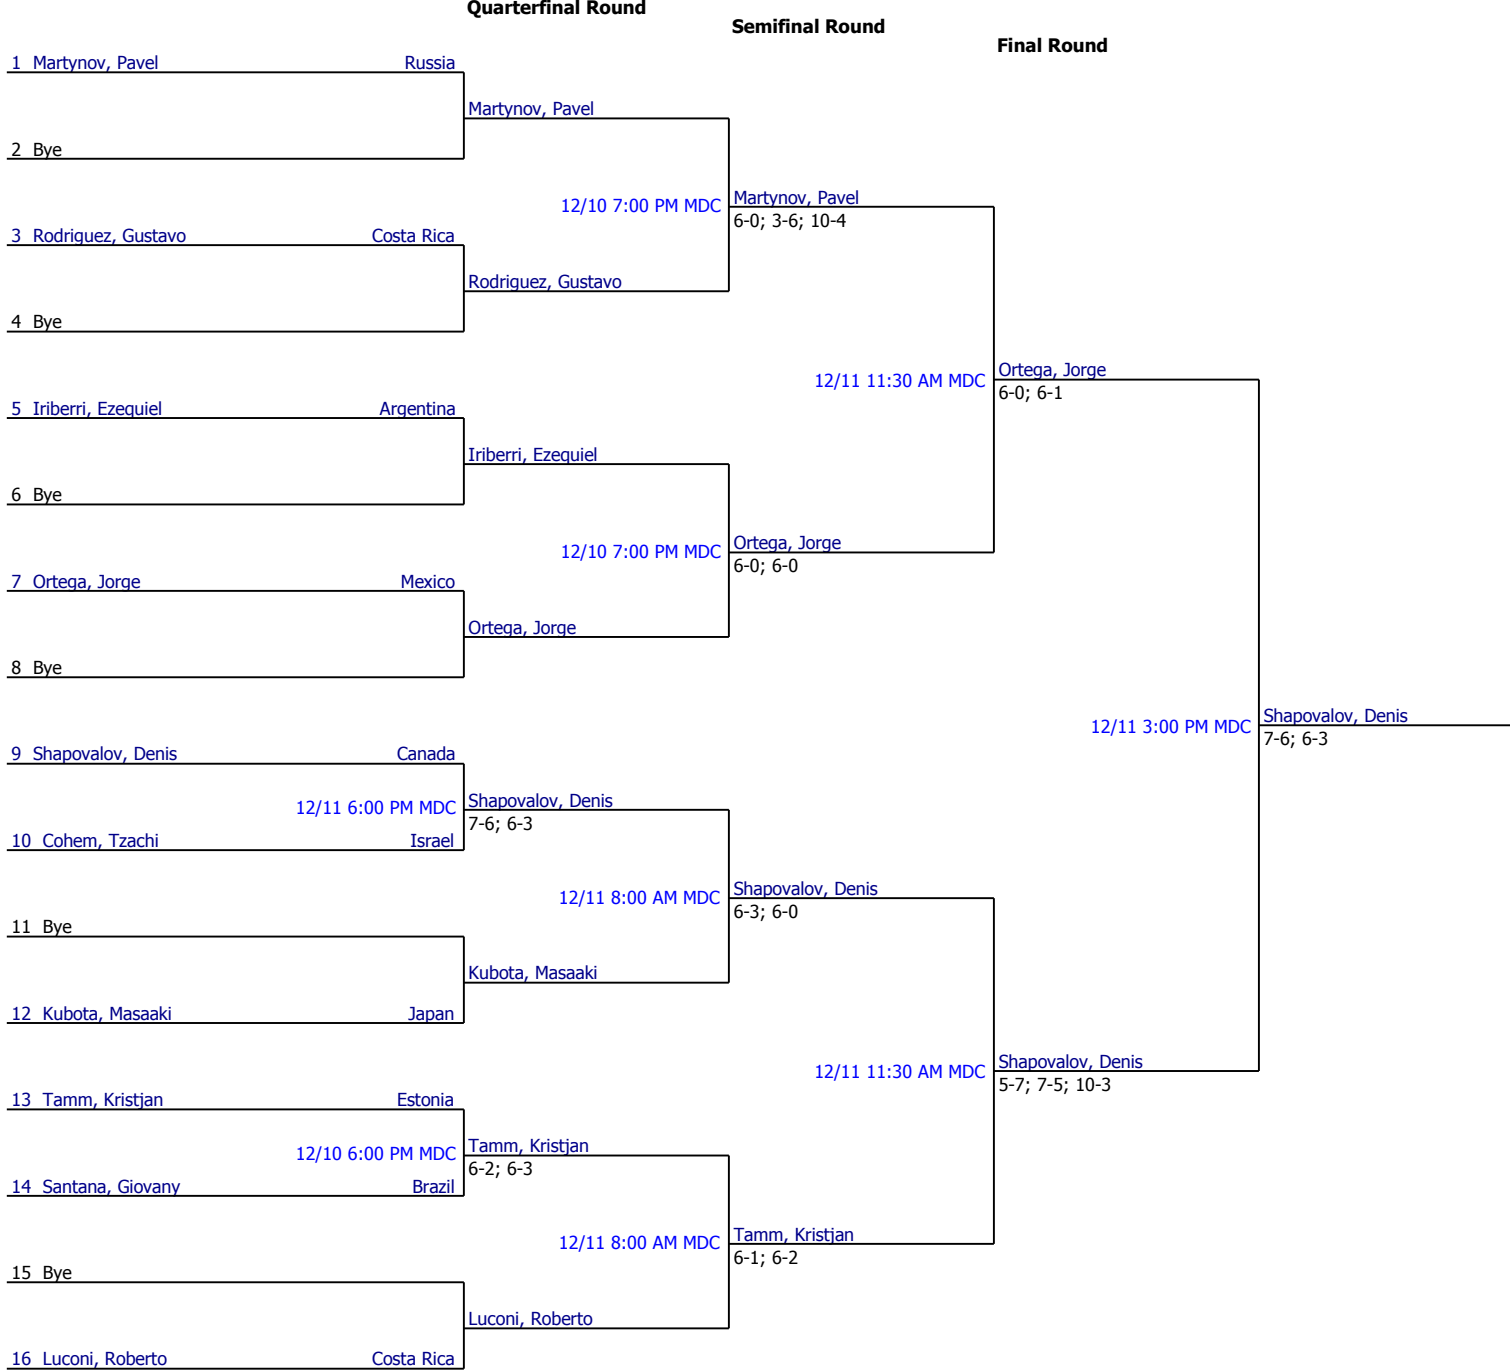 Quarterfinal Round
Semifinal Round
Final Round
1 Martynov, Pavel Russia
Martynov, Pavel
2 Bye
12/10 7:00 PM MDC Martynov, Pavel
6-0; 3-6; 10-4
3 Rodriguez, Gustavo Costa Rica
Rodriguez, Gustavo
4 Bye
12/11 11:30 AM MDC Ortega, Jorge
6-0; 6-1
5 Iriberri, Ezequiel Argentina
Iriberri, Ezequiel
6 Bye
12/10 7:00 PM MDC Ortega, Jorge
6-0; 6-0
7 Ortega, Jorge Mexico
Ortega, Jorge
8 Bye
12/11 3:00 PM MDC Shapovalov, Denis
7-6; 6-3
9 Shapovalov, Denis Canada
12/11 6:00 PM MDC Shapovalov, Denis
7-6; 6-3
10 Cohem, Tzachi Israel
12/11 8:00 AM MDC Shapovalov, Denis
6-3; 6-0
11 Bye
Kubota, Masaaki
12 Kubota, Masaaki Japan
12/11 11:30 AM MDC Shapovalov, Denis
5-7; 7-5; 10-3
13 Tamm, Kristjan Estonia
12/10 6:00 PM MDC Tamm, Kristjan
6-2; 6-3
14 Santana, Giovany Brazil
12/11 8:00 AM MDC Tamm, Kristjan
6-1; 6-2
15 Bye
Luconi, Roberto
16 Luconi, Roberto Costa Rica